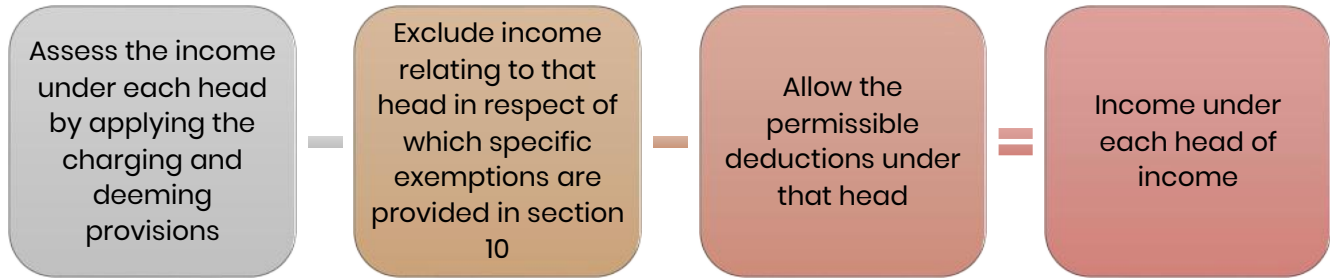 Assess the income
under each head
by applying the
charging and
deeming
provisions
Exclude income
relating to that
head in respect of
which specific
exemptions are
provided in section
10
Allow the
permissible
deductions under
that head
Income under
each head of
income